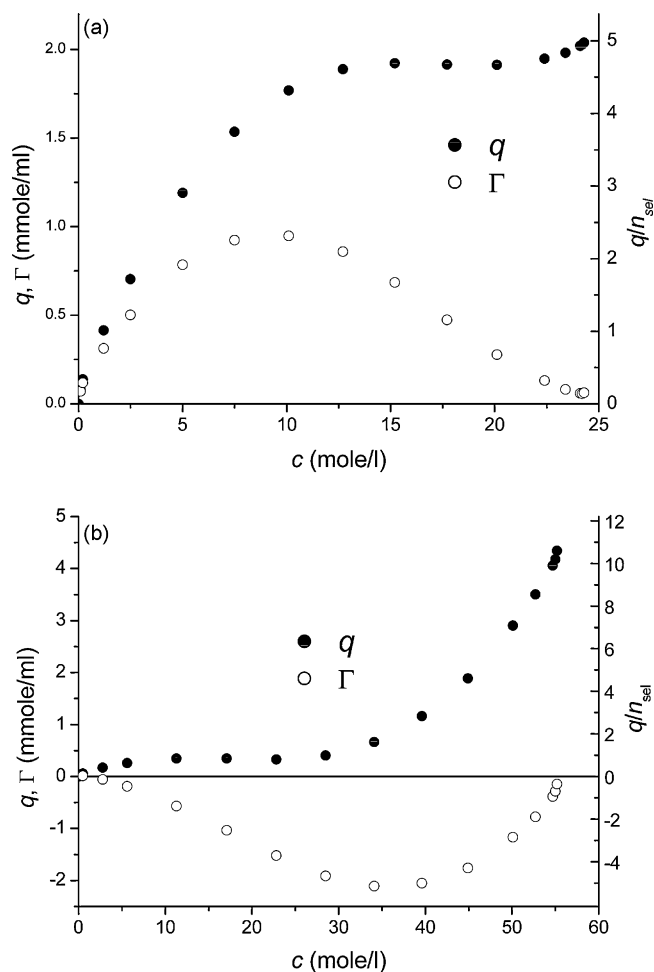 (a)
2.0
1.5
1.0
0.5
0.0
q, Γ (mmole/ml)
5
4
3
2
1
0
q/n_sel
q
Γ
0 5 10 15 20 25
c (mole/l)
(b)
5
4
3
2
1
0
-1
-2
q, Γ (mmole/ml)
12
10
8
6
4
2
0
-2
-4
q/n_sel
q
Γ
0 10 20 30 40 50 60
c (mole/l)